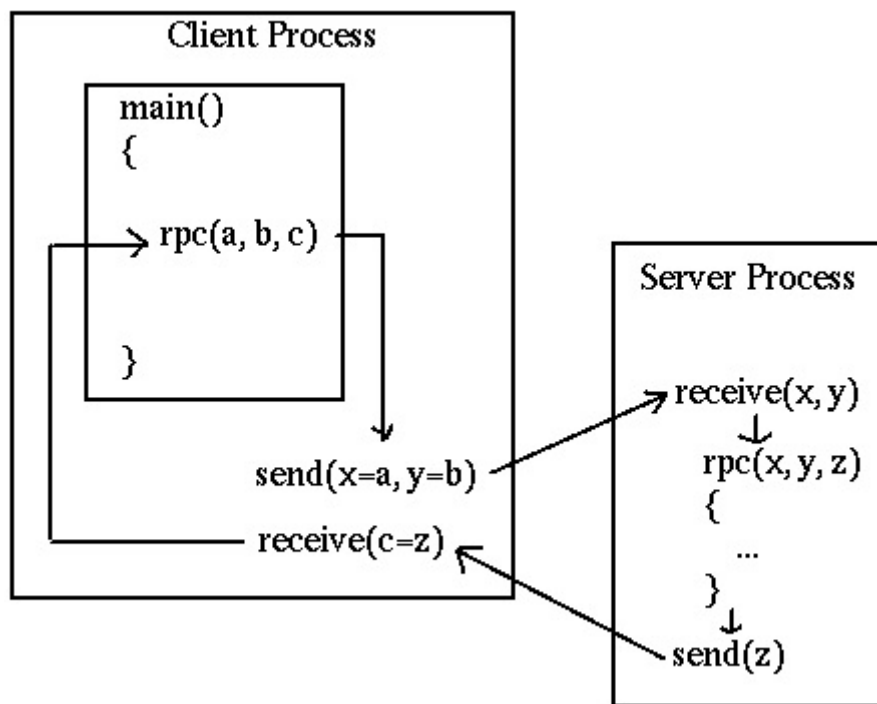 Client Process
main()
{
rpc(a, b, c)
}
send(x=a, y=b)
receive(c=z)
Server Process
receive(x, y)
rpc(x, y, z)
{
...
}
send(z)